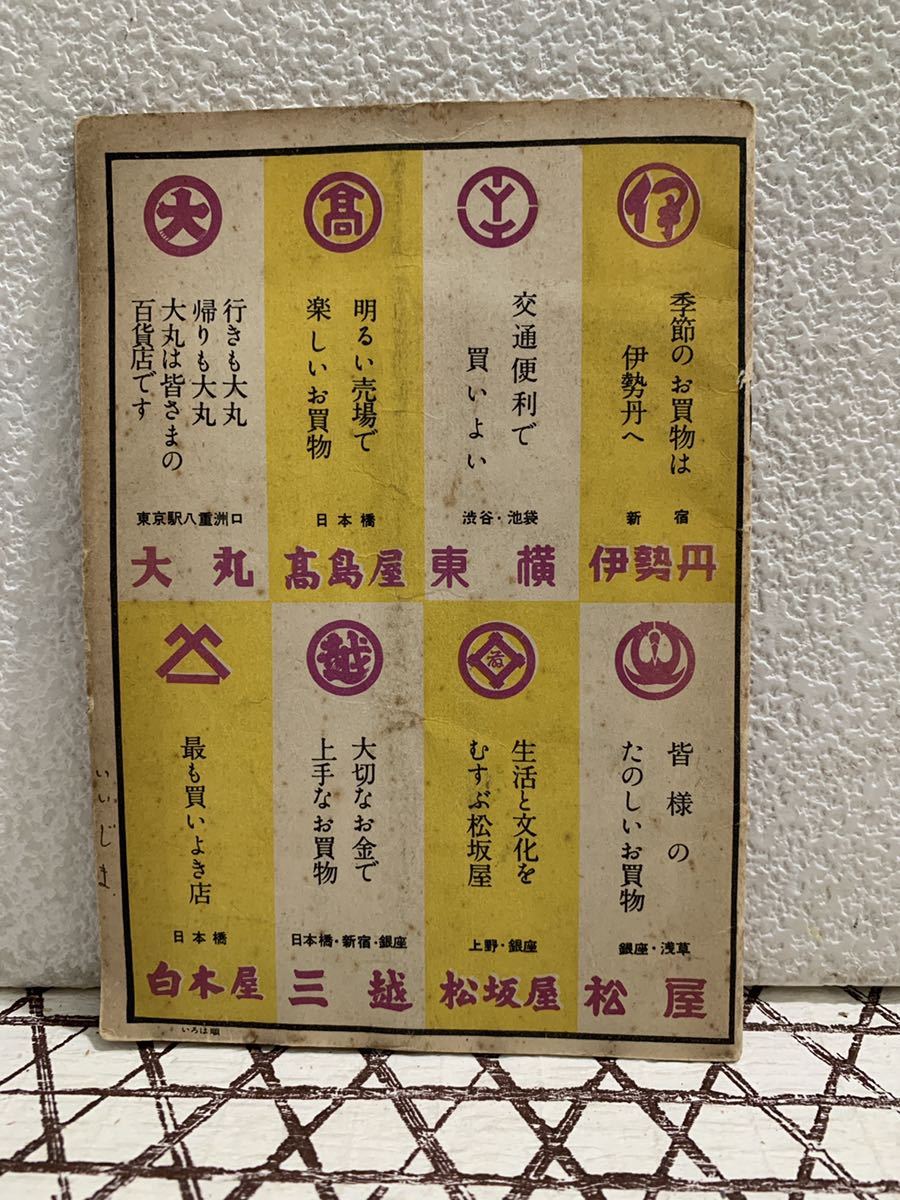 伊
季節のお買物は
伊勢丹へ
新宿
伊勢丹
交通便利で
買いよい
渋谷・池袋
東横
髙
明るい売場で
楽しいお買物
日本橋
髙島屋
大
行きも大丸
帰りも大丸
大丸は皆さまの
百貨店です
東京駅八重洲口
大丸
皆様の
たのしいお買物
銀座・浅草
松屋
生活と文化を
むすぶ松坂屋
上野・銀座
松坂屋
越
大切なお金で
上手なお買物
日本橋・新宿・銀座
三越
最も買いよき店
日本橋
白木屋
いろは順
いいじま